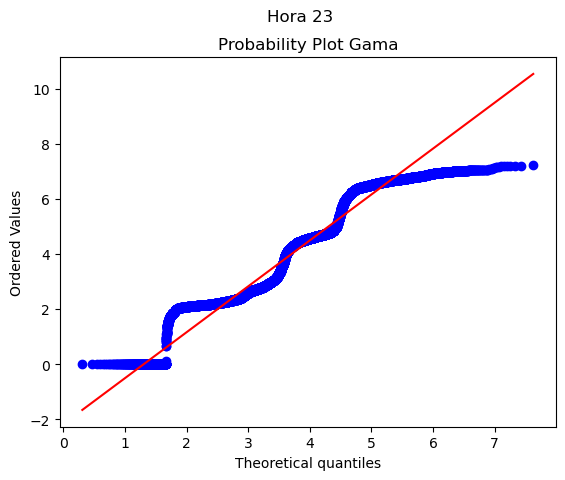 Hora 23
Probability Plot Gama
Ordered Values
10
8
6
4
2
0
−2
0 1 2 3 4 5 6 7
Theoretical quantiles